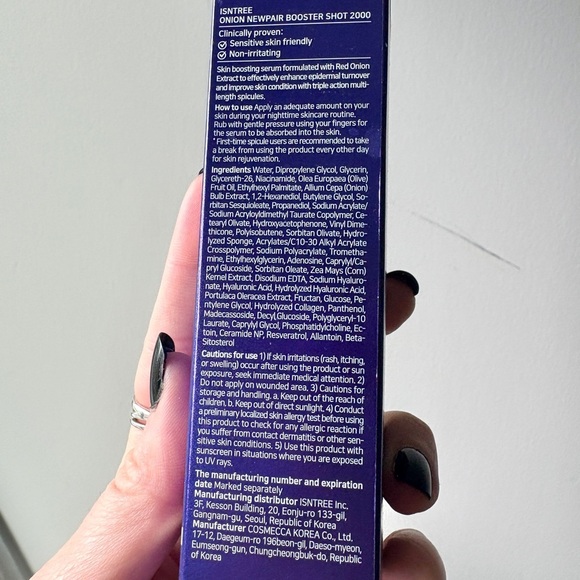 ISNTREE
ONION NEWPAIR BOOSTER SHOT 2000
Clinically proven:
Sensitive skin friendly
Non-irritating
Skin boosting serum formulated with Red Onion
Extract to effectively enhance epidermal turnover
and improve skin condition with triple action multi-
length spicules.
How to use Apply an adequate amount on your
skin during your nighttime skincare routine.
Rub with gentle pressure using your fingers for
the serum to be absorbed into the skin.
* First-time spicule users are recommended to take
a break from using the product every other day
for skin rejuvenation.
Ingredients Water, Dipropylene Glycol, Glycerin,
Glycereth-26, Niacinamide, Olea Europaea (Olive)
Fruit Oil, Ethylhexyl Palmitate, Allium Cepa (Onion)
Bulb Extract, 1,2-Hexanediol, Butylene Glycol, So-
rbitan Sesquioleate, Propanediol, Sodium Acrylate/
Sodium Acryloyldimethyl Taurate Copolymer, Ce-
tearyl Olivate, Hydroxyacetophenone, Vinyl Dime-
thicone, Polyisobutene, Sorbitan Olivate, Hydro-
lyzed Sponge, Acrylates/C10-30 Alkyl Acrylate
Crosspolymer, Sodium Polyacrylate, Trometha-
mine, Ethylhexylglycerin, Adenosine, Caprylyl/Ca-
pryl Glucoside, Sorbitan Oleate, Zea Mays (Corn)
Kernel Extract, Disodium EDTA, Sodium Hyaluro-
nate, Hyaluronic Acid, Hydrolyzed Hyaluronic Acid,
Portulaca Oleracea Extract, Fructan, Glucose, Pe-
ntylene Glycol, Hydrolyzed Collagen, Panthenol,
Madecassoside, Decyl Glucoside, Polyglyceryl-10
Laurate, Caprylyl Glycol, Phosphatidylcholine, Ec-
toin, Ceramide NP, Resveratrol, Allantoin, Beta-
Sitosterol
Cautions for use 1) If skin irritations (rash, itching,
or swelling) occur after using the product or sun
exposure, seek immediate medical attention. 2)
Do not apply on wounded area. 3) Cautions for
storage and handling. a. Keep out of the reach of
children. b. Keep out of direct sunlight. 4) Conduct
a preliminary localized skin allergy test before using
this product to check for any allergic reaction if
you suffer from contact dermatitis or other sen-
sitive skin conditions. 5) Use this product with
sunscreen in situations where you are exposed
to UV rays.
The manufacturing number and expiration
date Marked separately
Manufacturing distributor ISNTREE Inc.
3F, Kesson Building, 20, Eonju-ro 133-gil,
Gangnam-gu, Seoul, Republic of Korea
Manufacturer COSMECCA KOREA Co., Ltd.
17-12, Daegeum-ro 196beon-gil, Daeso-myeon,
Eumseong-gun, Chungcheongbuk-do, Republic
of Korea